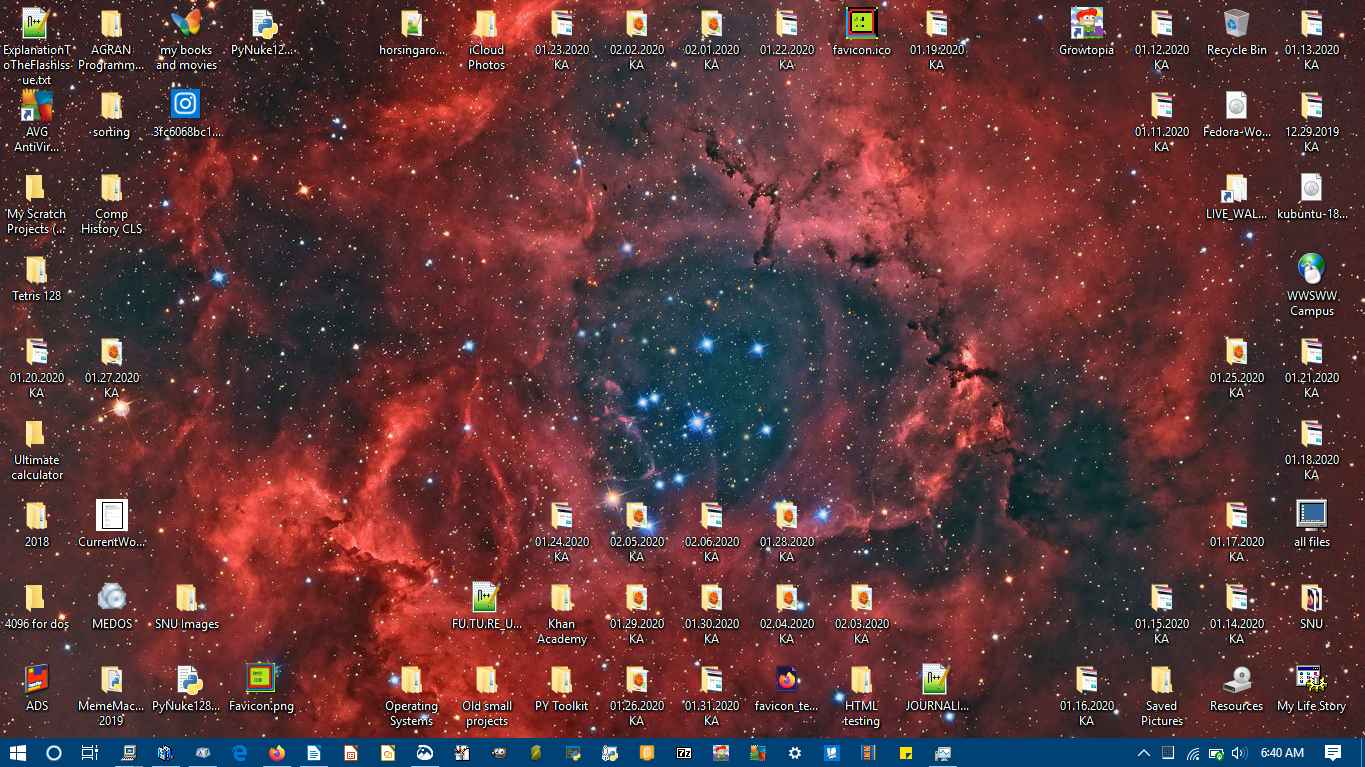 ExplanationT
oTheFlashIss
ue.txt
AGRAN
Programm...
my books
and movies
PyNuke12...
horsingaro...
iCloud
Photos
01.23.2020
KA
02.02.2020
KA
02.01.2020
KA
01.22.2020
KA
favicon.ico
01.19.2020
KA
Growtopia
01.12.2020
KA
Recycle Bin
01.13.2020
KA
AVG
AntiVir...
sorting
3fc6068bc1...
01.11.2020
KA
Fedora-Wo...
12.29.2019
KA
My Scratch
Projects (...
Comp
History CLS
LIVE_WAL...
kubuntu-18...
Tetris 128
WWSWW
Campus
01.20.2020
KA
01.27.2020
KA
01.25.2020
KA
01.21.2020
KA
Ultimate
calculator
01.18.2020
KA
2018
CurrentWo...
01.24.2020
KA
02.05.2020
KA
02.06.2020
KA
01.28.2020
KA
01.17.2020
KA
all files
4096 for dos
MEDOS
SNU Images
FU.TU.RE_U...
Khan
Academy
01.29.2020
KA
01.30.2020
KA
02.04.2020
KA
02.03.2020
KA
01.15.2020
KA
01.14.2020
KA
SNU
ADS
MemeMac...
2019
PyNuke128...
Favicon.png
Operating
Systems
Old small
projects
PY Toolkit
01.26.2020
KA
01.31.2020
KA
favicon_te...
HTML
testing
JOURNALI...
01.16.2020
KA
Saved
Pictures
Resources
My Life Story
6:40 AM